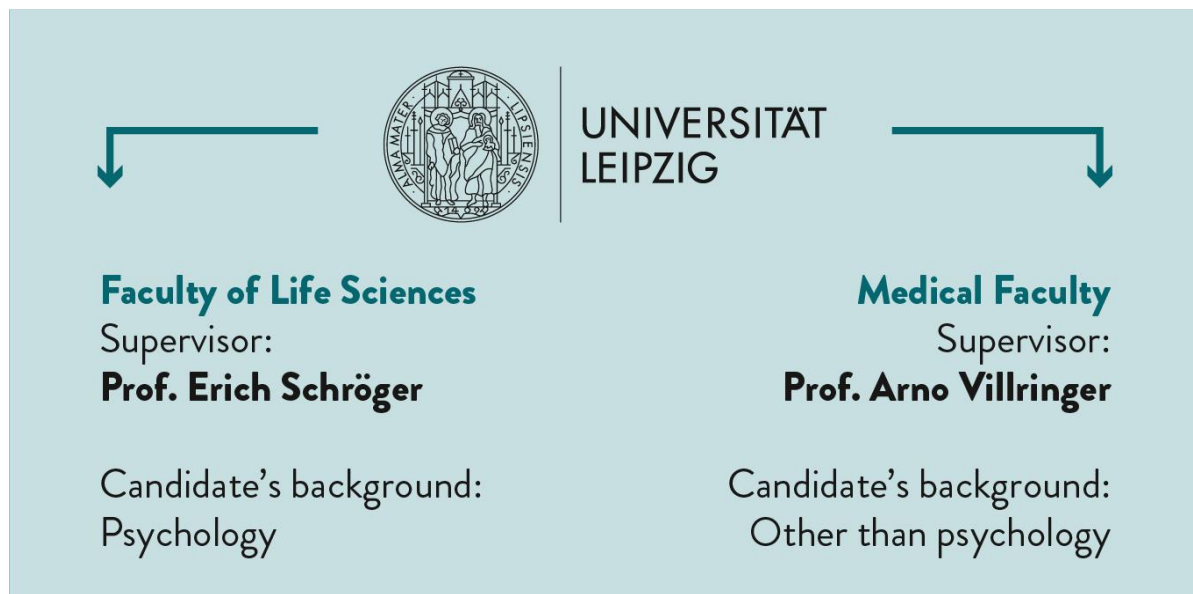 ALMA MATER LIPSIENSIS
1409
UNIVERSITÄT
LEIPZIG
Faculty of Life Sciences
Supervisor:
Prof. Erich Schröger
Candidate’s background:
Psychology
Medical Faculty
Supervisor:
Prof. Arno Villringer
Candidate’s background:
Other than psychology